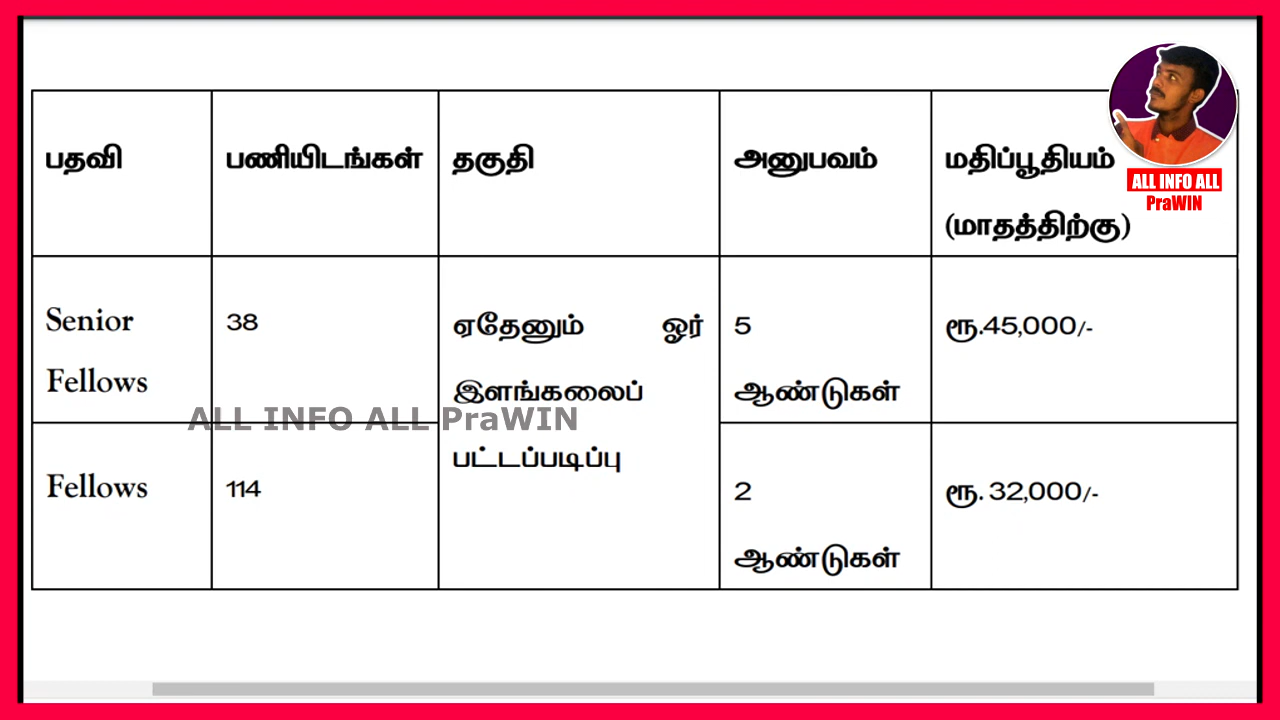 பதவி பணியிடங்கள் தகுதி அனுபவம் மதிப்பூதியம்
(மாதத்திற்கு)
ALL INFO ALL
PraWIN
Senior 38 ஏதேனும் ஓர் 5 ரூ.45,000/-
Fellows இளங்கலைப் ஆண்டுகள்
ALL INFO ALL PraWIN
பட்டப்படிப்பு
Fellows 114 2 ரூ. 32,000/-
ஆண்டுகள்